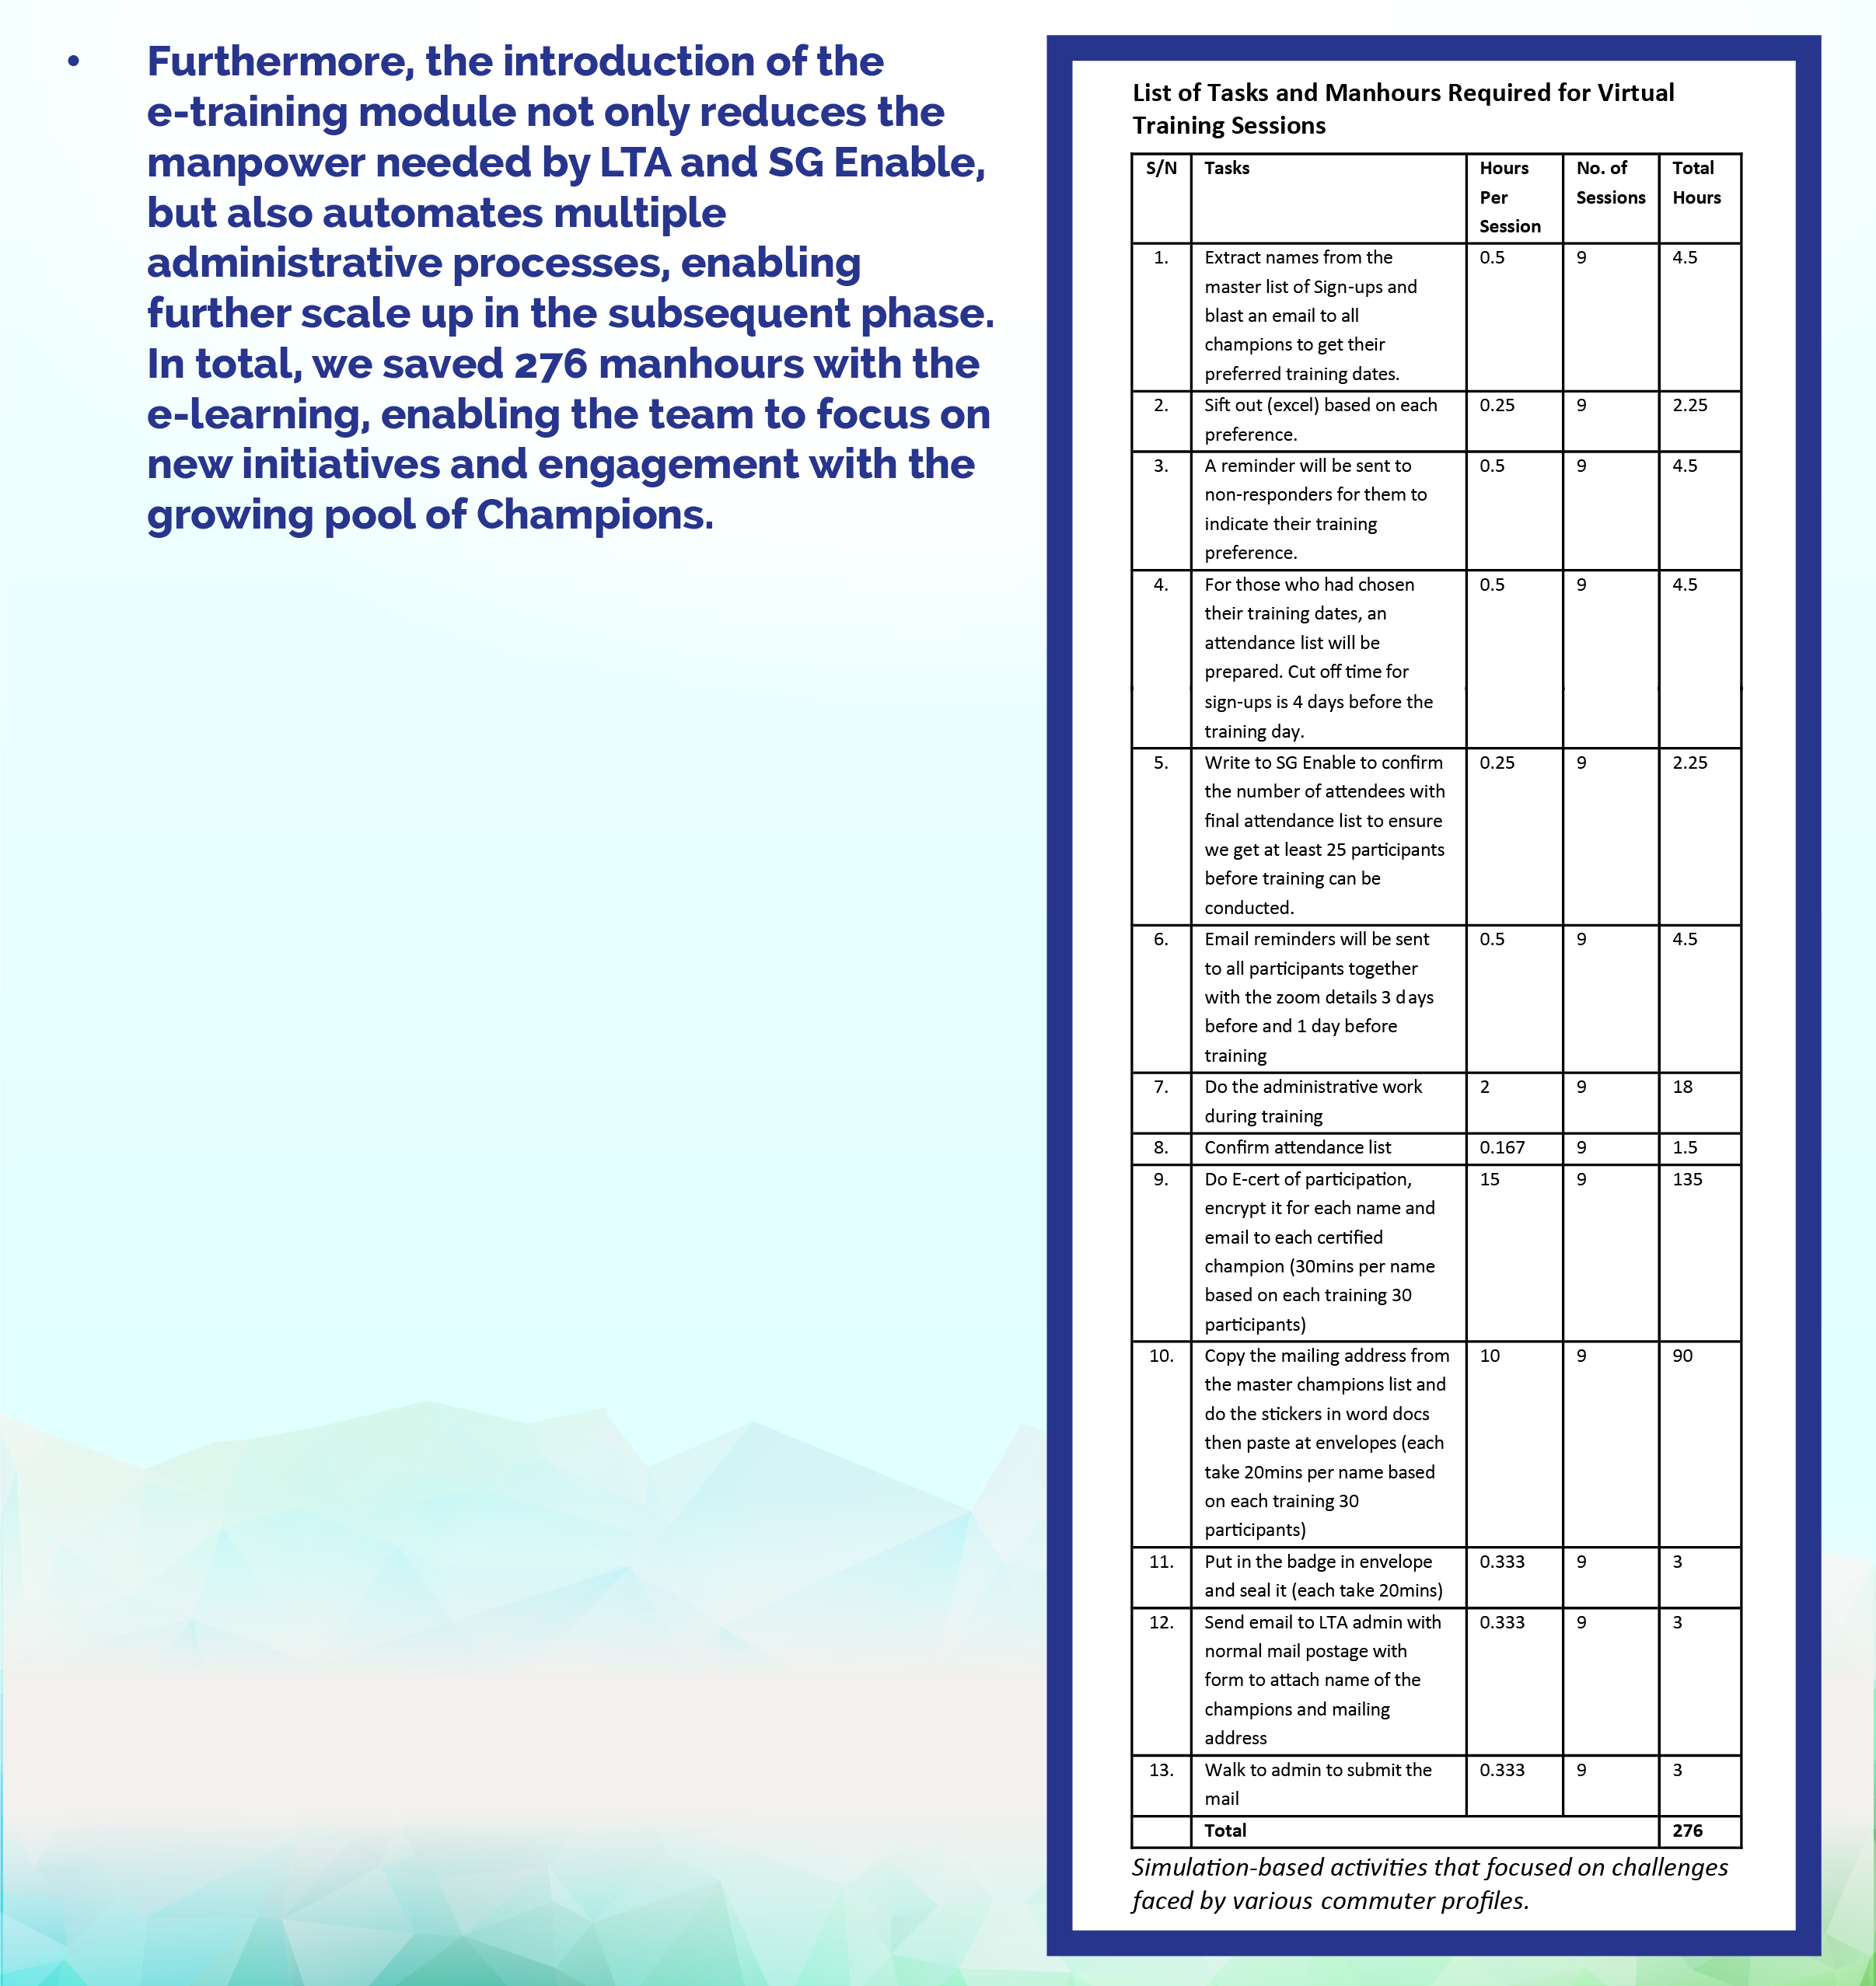 • Furthermore, the introduction of the
e-training module not only reduces the
manpower needed by LTA and SG Enable,
but also automates multiple
administrative processes, enabling
further scale up in the subsequent phase.
In total, we saved 276 manhours with the
e-learning, enabling the team to focus on
new initiatives and engagement with the
growing pool of Champions.
List of Tasks and Manhours Required for Virtual
Training Sessions
S/N Tasks Hours No. of Total
Per Sessions Hours
Session
1. Extract names from the 0.5 9 4.5
master list of Sign-ups and
blast an email to all
champions to get their
preferred training dates.
2. Sift out (excel) based on each 0.25 9 2.25
preference.
3. A reminder will be sent to 0.5 9 4.5
non-responders for them to
indicate their training
preference.
4. For those who had chosen 0.5 9 4.5
their training dates, an
attendance list will be
prepared. Cut off time for
sign-ups is 4 days before the
training day.
5. Write to SG Enable to confirm 0.25 9 2.25
the number of attendees with
final attendance list to ensure
we get at least 25 participants
before training can be
conducted.
6. Email reminders will be sent 0.5 9 4.5
to all participants together
with the zoom details 3 days
before and 1 day before
training
7. Do the administrative work 2 9 18
during training
8. Confirm attendance list 0.167 9 1.5
9. Do E-cert of participation, 15 9 135
encrypt it for each name and
email to each certified
champion (30mins per name
based on each training 30
participants)
10. Copy the mailing address from 10 9 90
the master champions list and
do the stickers in word docs
then paste at envelopes (each
take 20mins per name based
on each training 30
participants)
11. Put in the badge in envelope 0.333 9 3
and seal it (each take 20mins)
12. Send email to LTA admin with 0.333 9 3
normal mail postage with
form to attach name of the
champions and mailing
address
13. Walk to admin to submit the 0.333 9 3
mail
Total 276
Simulation-based activities that focused on challenges
faced by various commuter profiles.